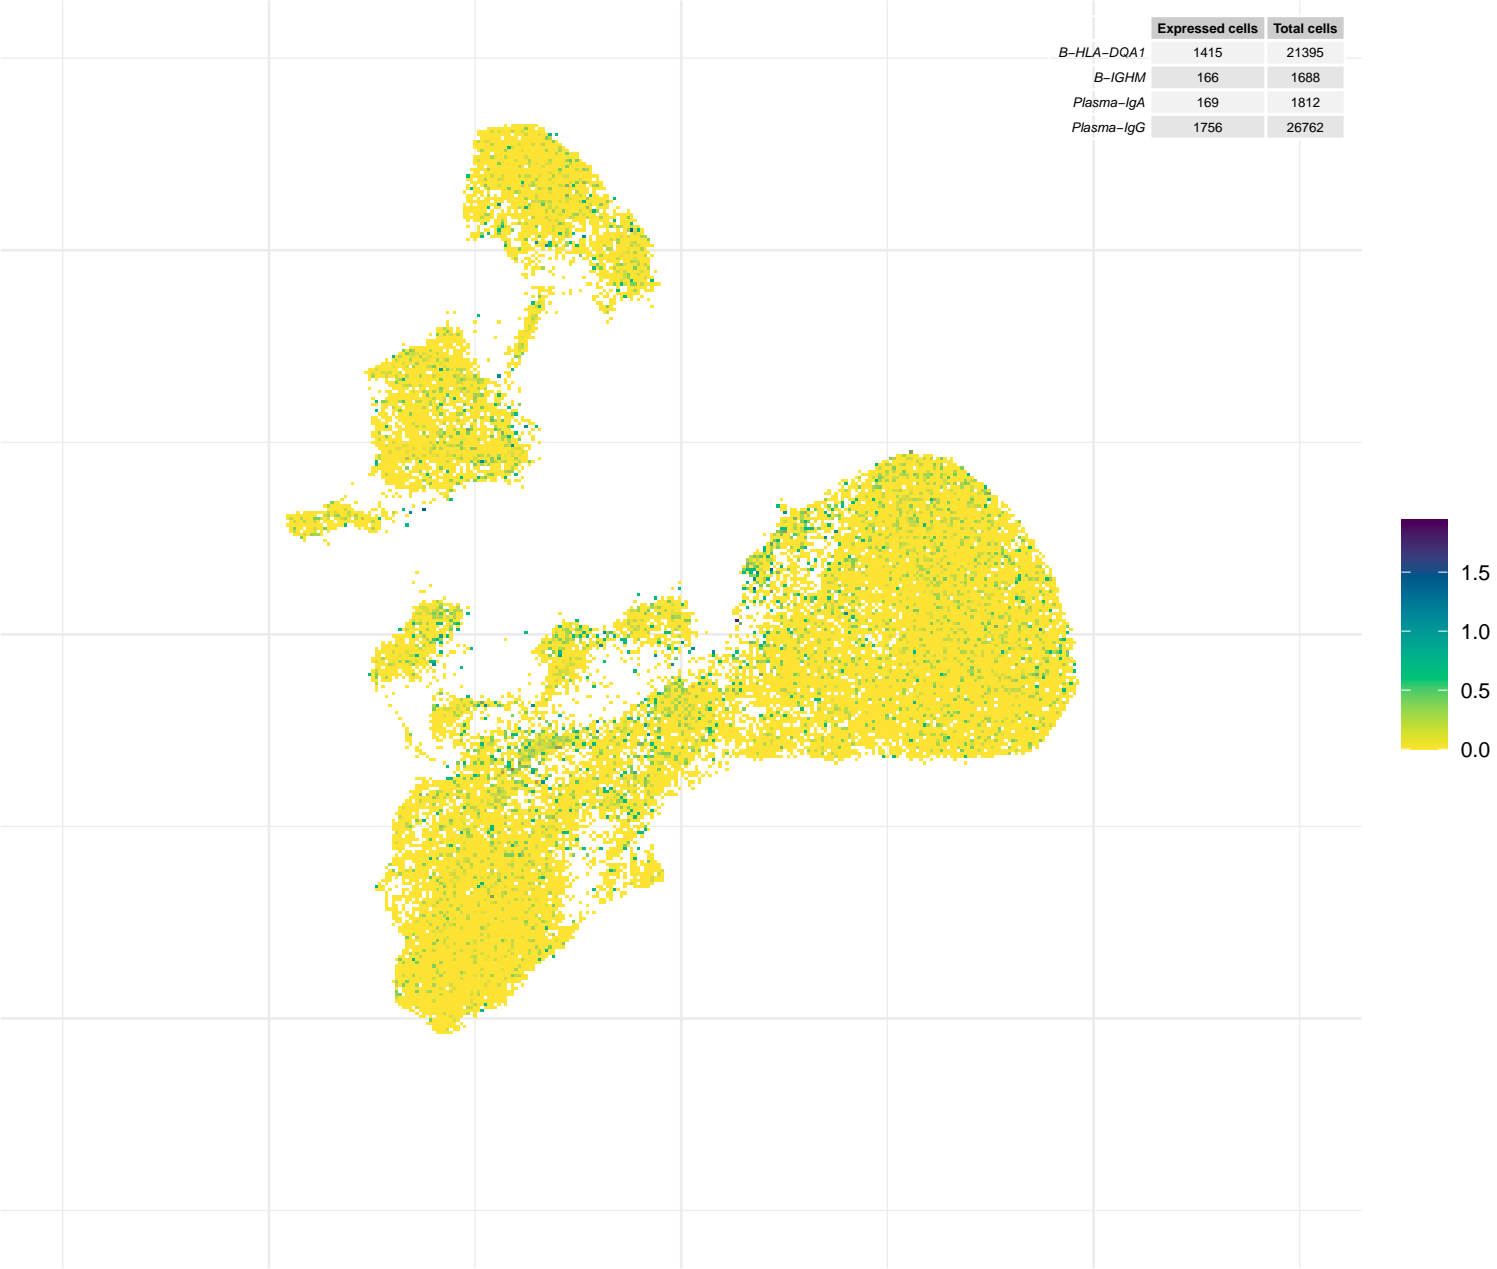 Expressed cells Total cells
B−HLA−DQA1 1415 21395
B−IGHM 166 1688
Plasma−IgA 169 1812
Plasma−IgG 1756 26762
1.5
1.0
0.5
0.0